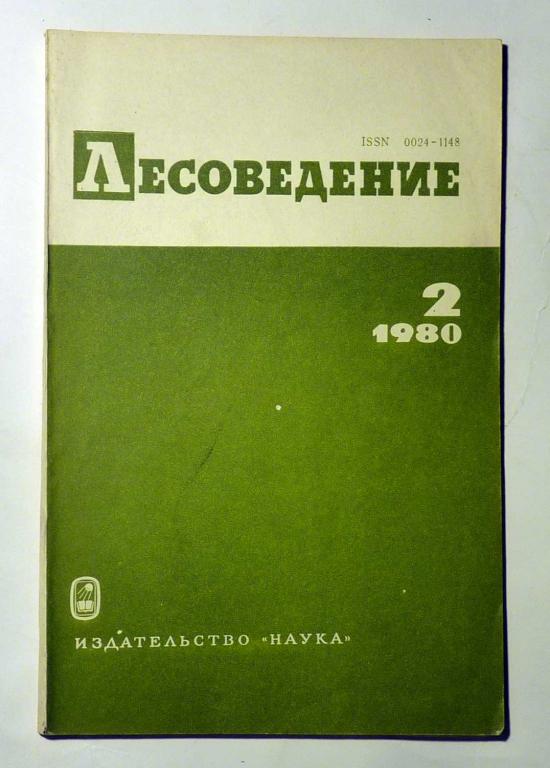 ISSN 0024-1148
ЛЕСОВЕДЕНИЕ
2
1980
ИЗДАТЕЛЬСТВО «НАУКА»